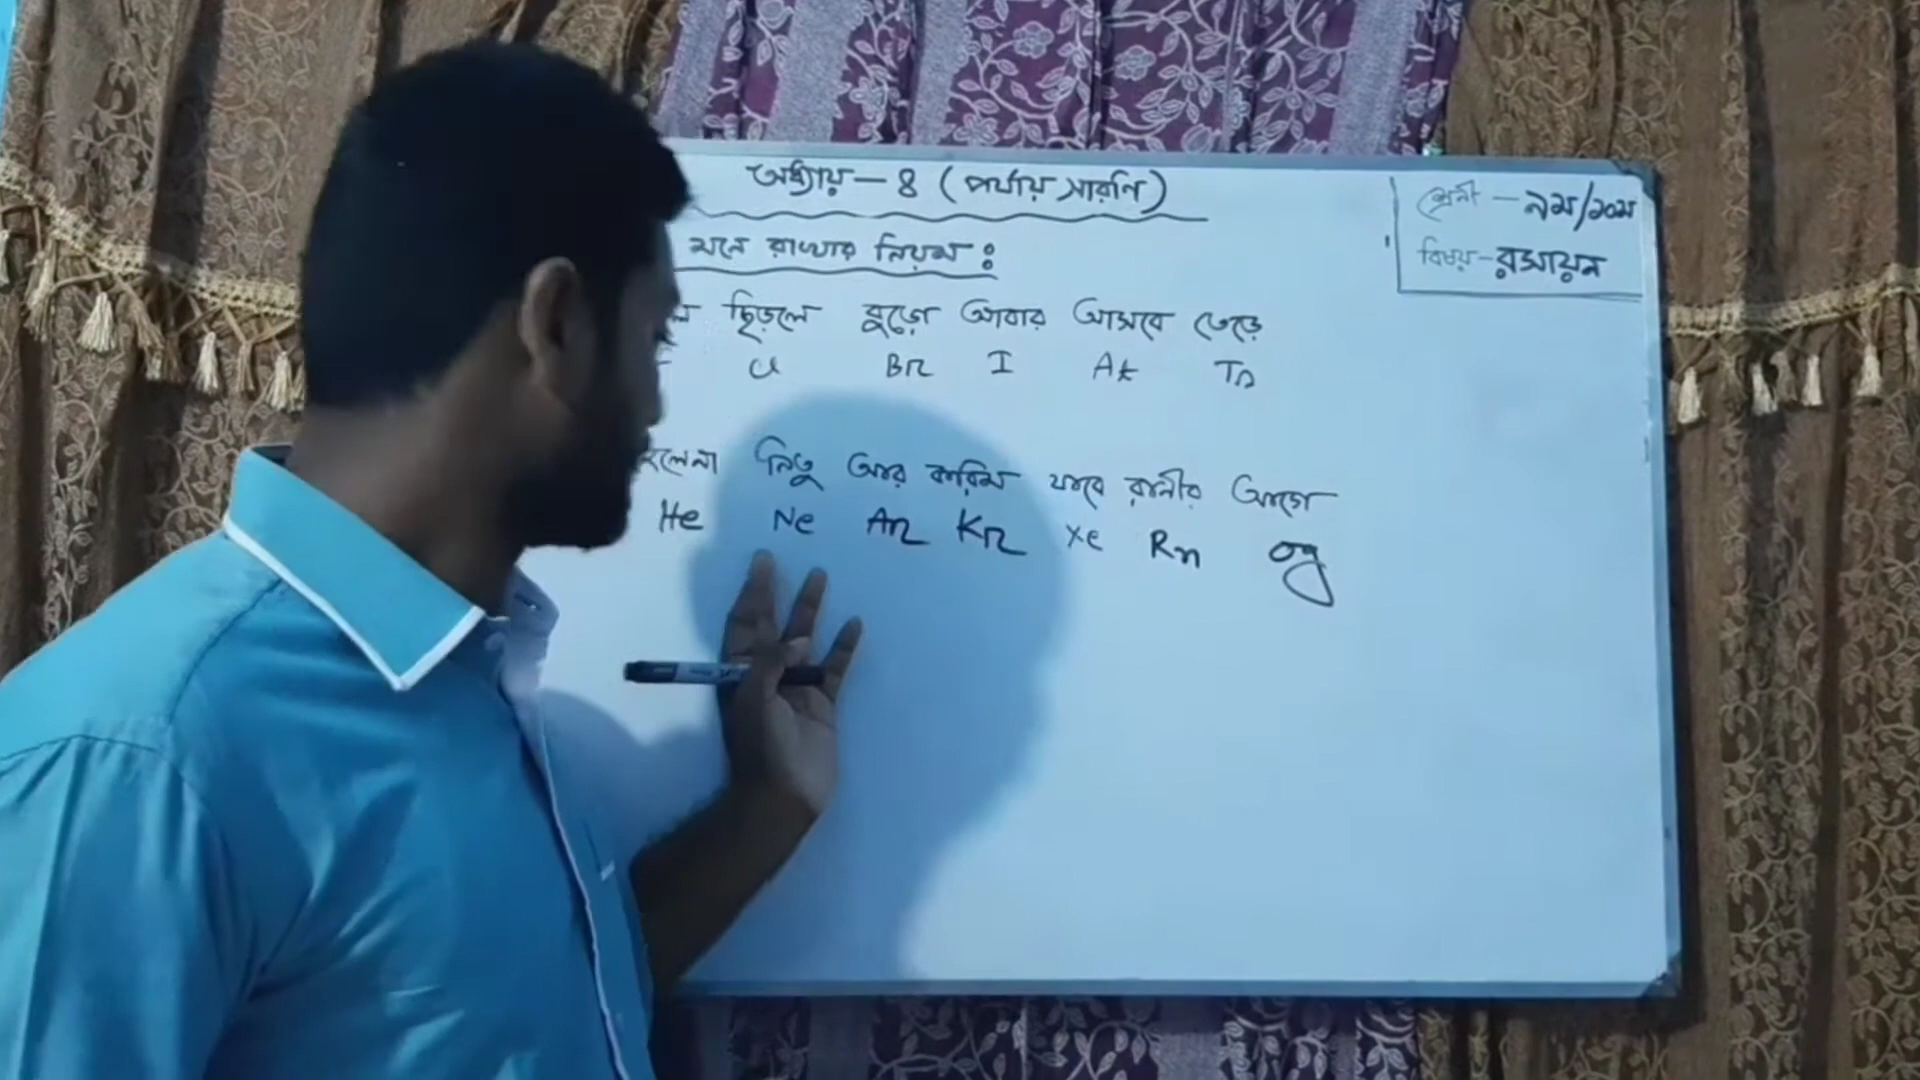 অধ্যায় – ৪ ( পর্যায় সারণি )
শ্রেনী – ৯ম/১০ম
বিষয় – রসায়ন
মনে রাখার নিয়ম :
ছিড়লে বুড়ো আবার আসবে তেড়ে
Cl Br I At Ts
হেলেনা নিতু আর করিম যাবে রানীর আগে
He Ne Ar Kr Xe Rn Og